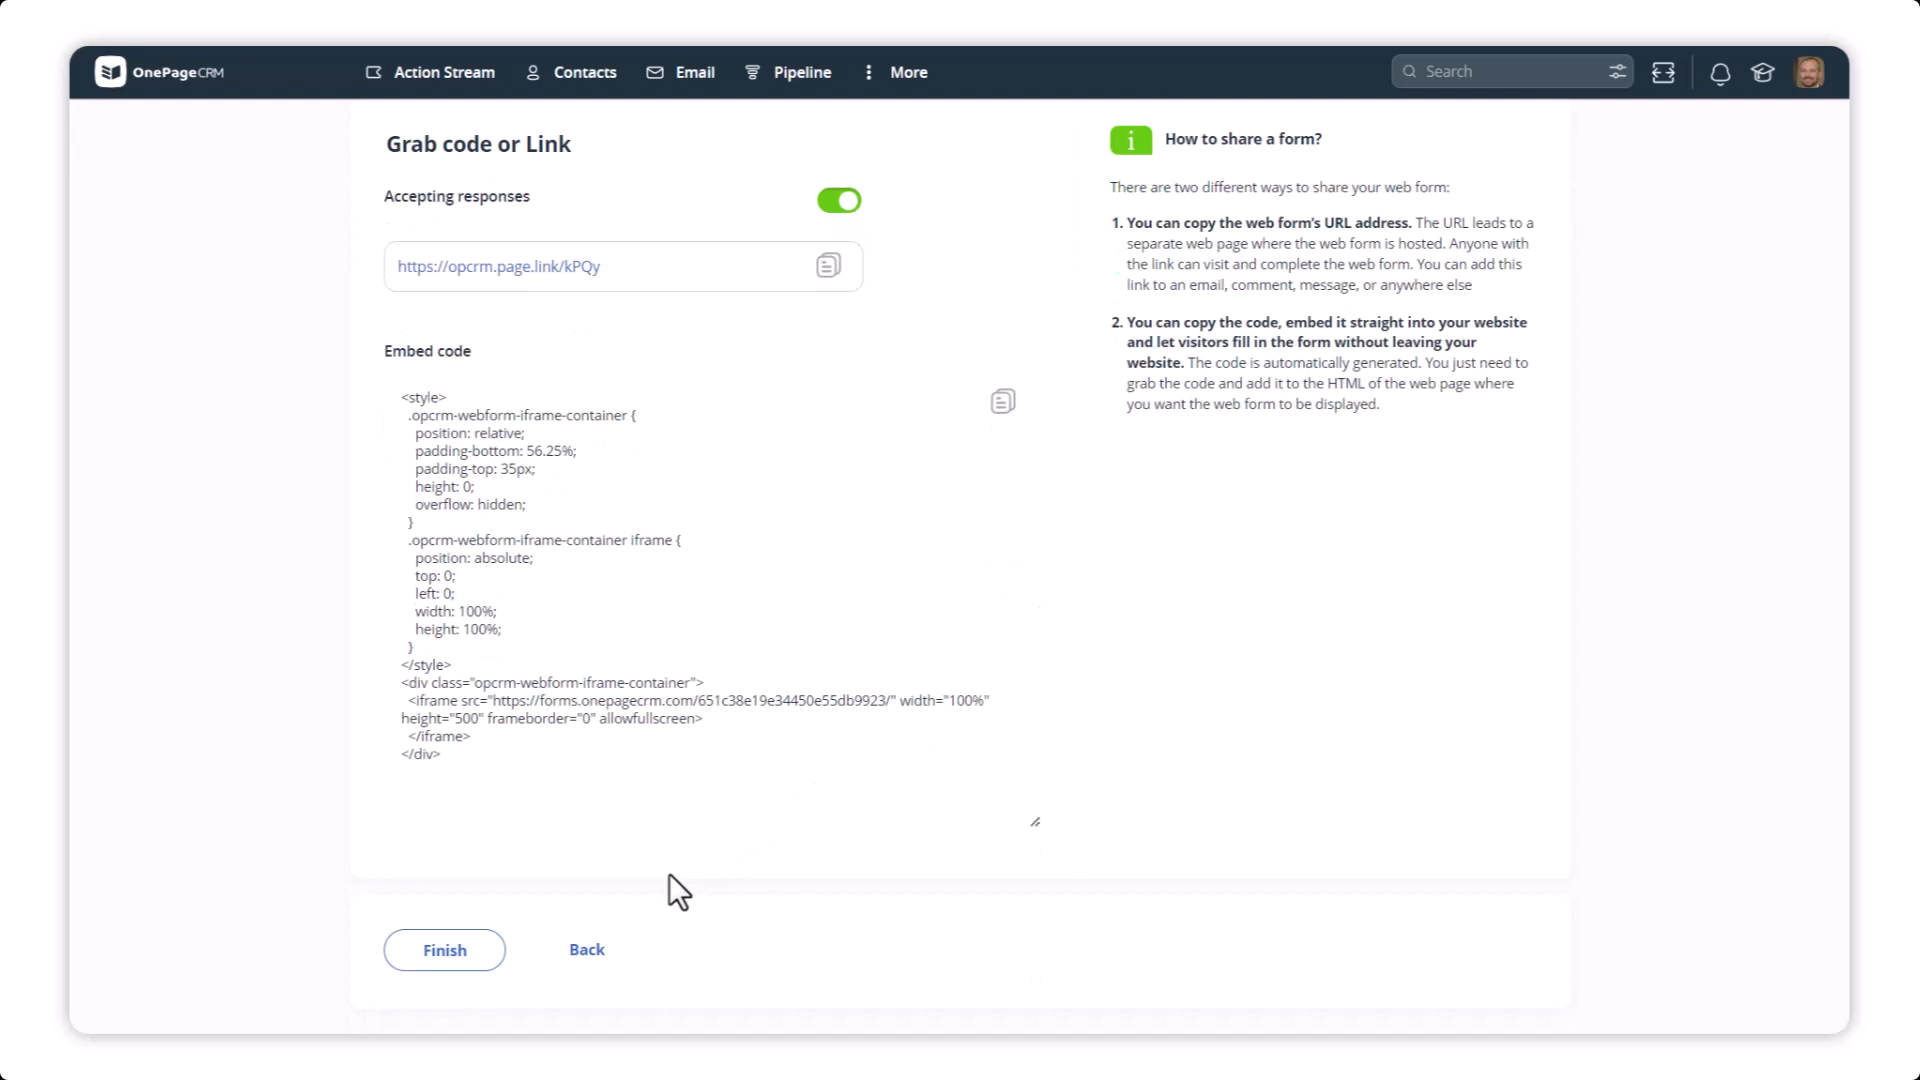 OnePageCRM
Action Stream
Contacts
Email
Pipeline
More
Search
Grab code or Link
Accepting responses
https://opcrm.page.link/kPQy
Embed code
<style>
.opcrm-webform-iframe-container {
position: relative;
padding-bottom: 56.25%;
padding-top: 35px;
height: 0;
overflow: hidden;
}
.opcrm-webform-iframe-container iframe {
position: absolute;
top: 0;
left: 0;
width: 100%;
height: 100%;
}
</style>
<div class="opcrm-webform-iframe-container">
<iframe src="https://forms.onepagecrm.com/651c38e19e34450e55db9923/" width="100%"
height="500" frameborder="0" allowfullscreen>
</iframe>
</div>
i
How to share a form?
There are two different ways to share your web form:
1. You can copy the web form's URL address. The URL leads to a
separate web page where the web form is hosted. Anyone with
the link can visit and complete the web form. You can add this
link to an email, comment, message, or anywhere else
2. You can copy the code, embed it straight into your website
and let visitors fill in the form without leaving your
website. The code is automatically generated. You just need to
grab the code and add it to the HTML of the web page where
you want the web form to be displayed.
Finish
Back